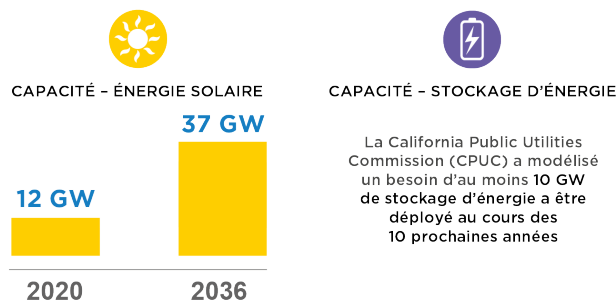 CAPACITÉ – ÉNERGIE SOLAIRE
37 GW
12 GW
2020
2036
CAPACITÉ – STOCKAGE D'ÉNERGIE
La California Public Utilities
Commission (CPUC) a modélisé
un besoin d'au moins 10 GW
de stockage d'énergie a être
déployé au cours des
10 prochaines années